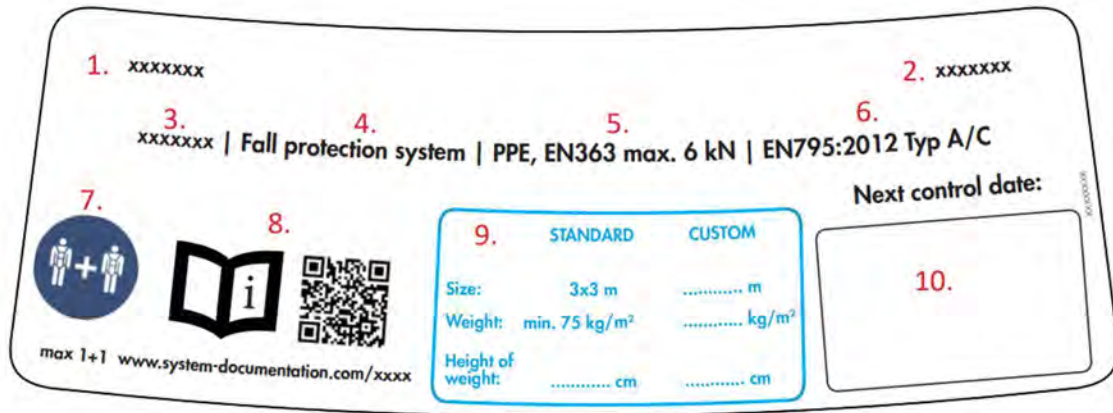 1. xxxxxxx
2. xxxxxxx
3. 4. 5. 6.
xxxxxxx | Fall protection system | PPE, EN363 max. 6 kN | EN795:2012 Typ A/C
7.
8.
i
max 1+1 www.system-documentation.com/xxxx
9. STANDARD CUSTOM
Size: 3x3 m ............ m
Weight: min. 75 kg/m² ............ kg/m²
Height of
weight: ............ cm ............ cm
Next control date:
10.